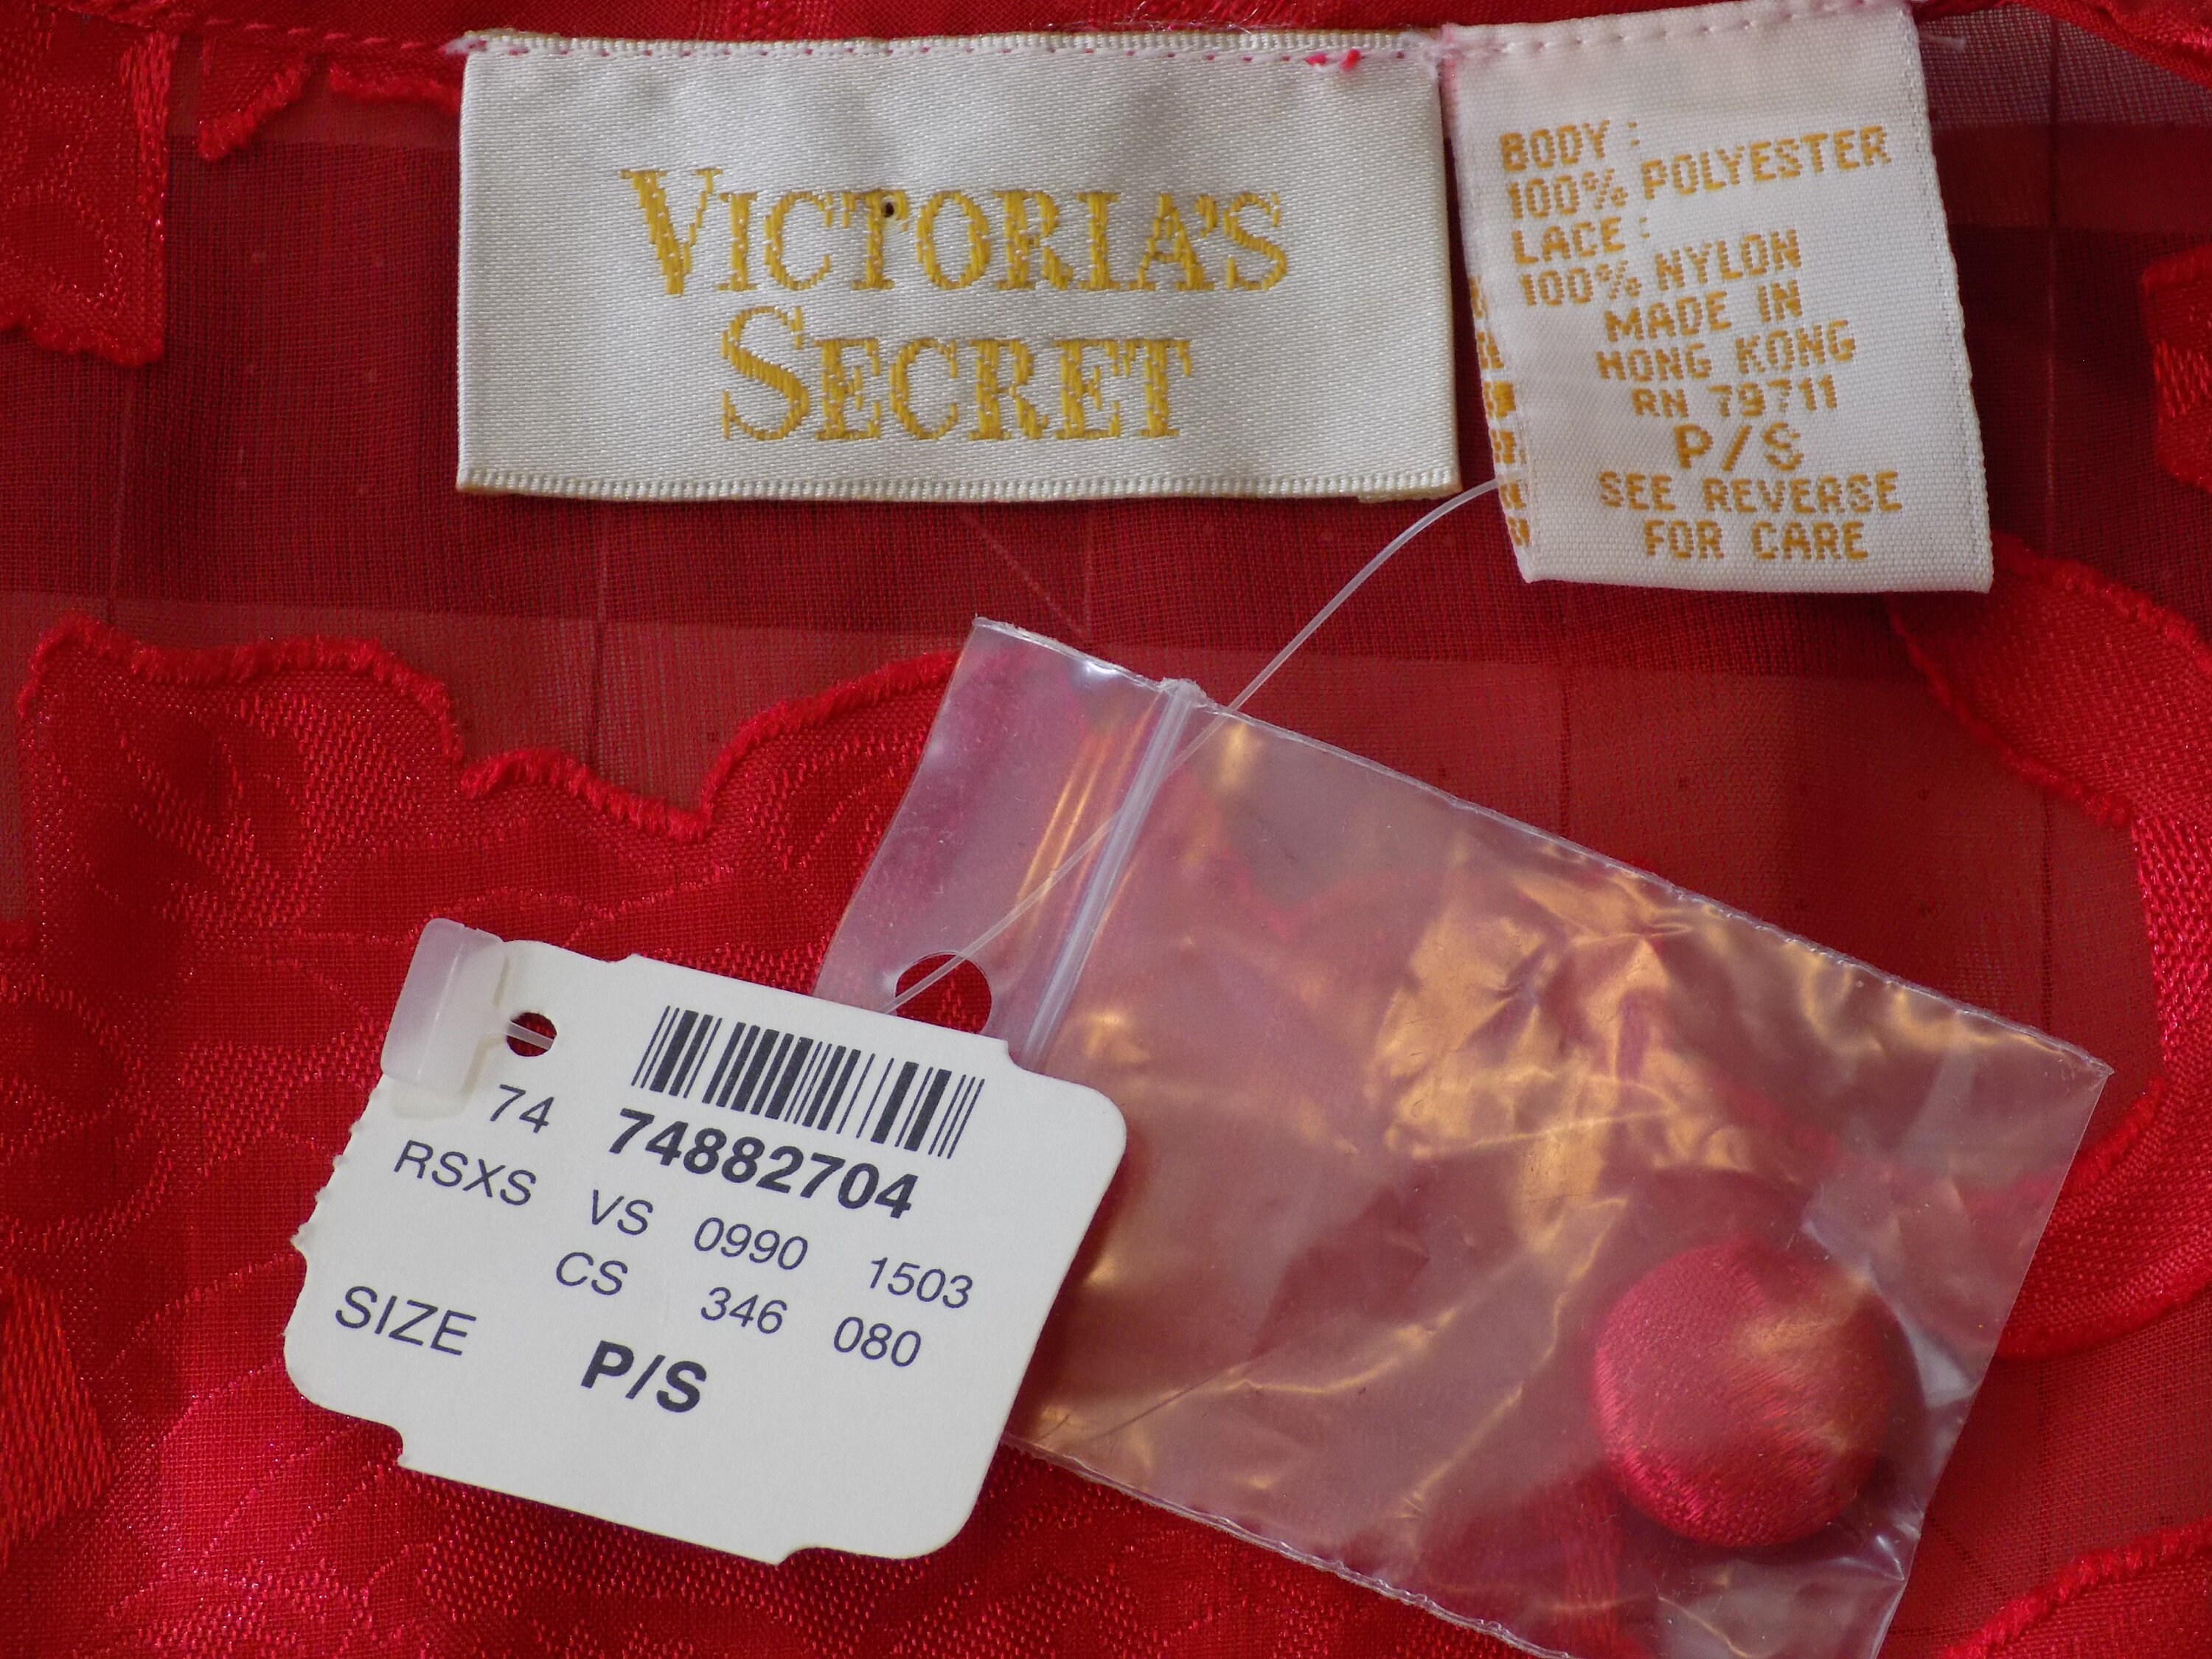 VICTORIA'S
SECRET
BODY :
100% POLYESTER
LACE :
100% NYLON
MADE IN
HONG KONG
RN 79711
P/S
SEE REVERSE
FOR CARE
74 74882704
RSXS VS 0990 1503
CS 346 080
SIZE P/S